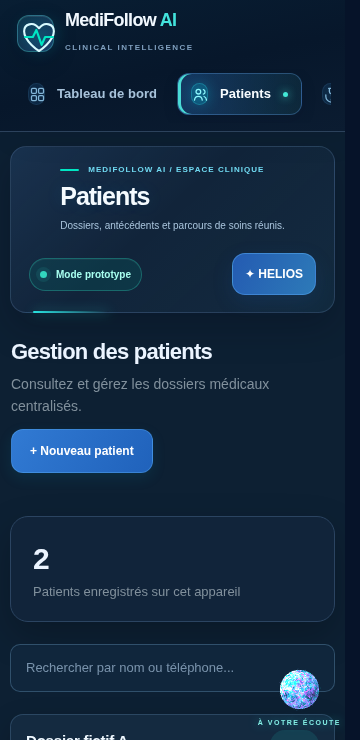 MediFollow AI
CLINICAL INTELLIGENCE
Tableau de bord
Patients
MEDIFOLLOW AI / ESPACE CLINIQUE
Patients
Dossiers, antécédents et parcours de soins réunis.
Mode prototype
✦ HELIOS
Gestion des patients
Consultez et gérez les dossiers médicaux
centralisés.
+ Nouveau patient
2
Patients enregistrés sur cet appareil
Rechercher par nom ou téléphone...
À VOTRE ÉCOUTE
Dossier fictif A